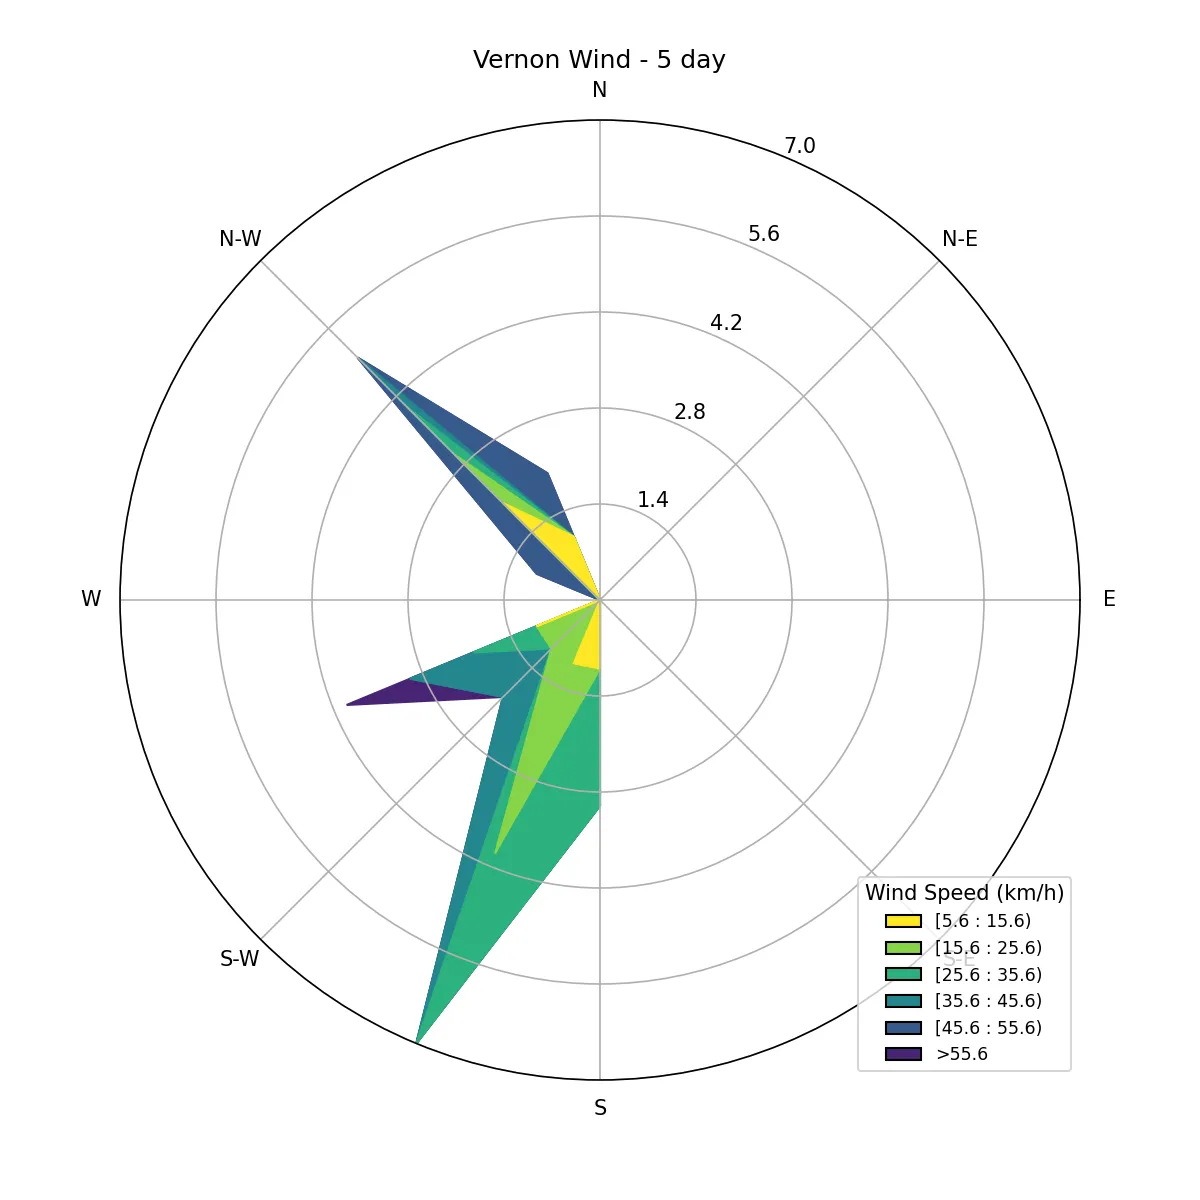 Vernon Wind - 5 day
N
7.0
5.6
N-W
N-E
4.2
2.8
1.4
W
E
Wind Speed (km/h)
[5.6 : 15.6)
[15.6 : 25.6)
S-W
S-E
[25.6 : 35.6)
[35.6 : 45.6)
[45.6 : 55.6)
>55.6
S